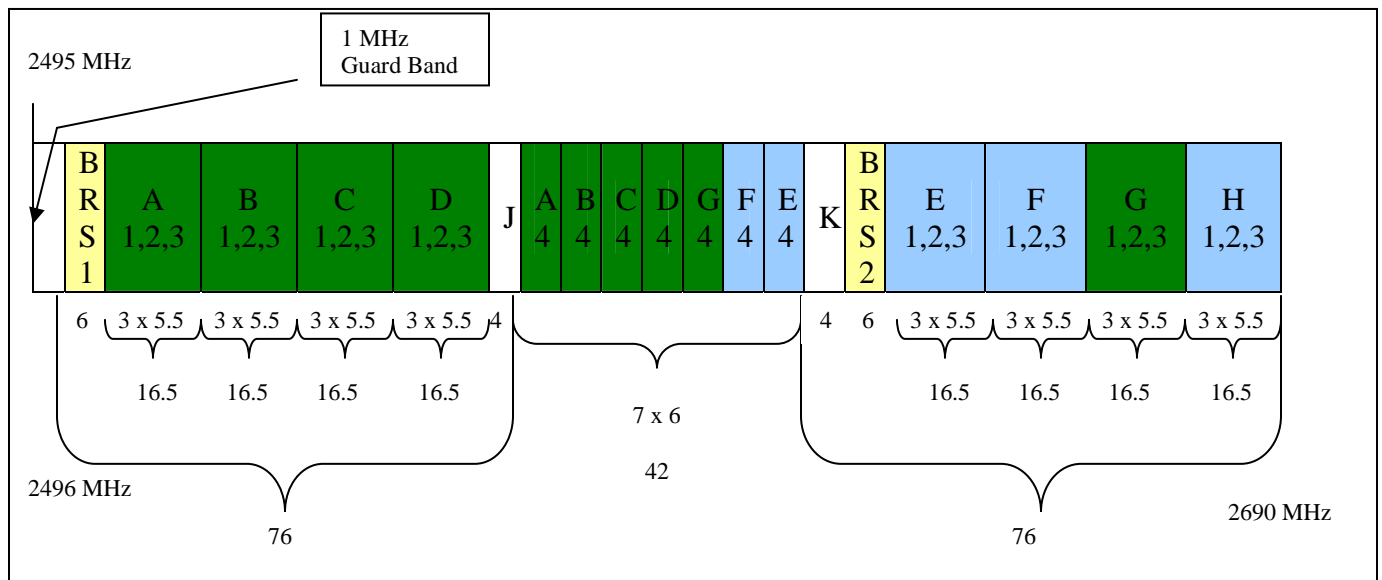 1 MHz
Guard Band
2495 MHz
B
R
S
1
A
1,2,3
B
1,2,3
C
1,2,3
D
1,2,3
J
A
4
B
4
C
4
D
4
G
4
F
4
E
4
K
B
R
S
2
E
1,2,3
F
1,2,3
G
1,2,3
H
1,2,3
6 3 x 5.5 3 x 5.5 3 x 5.5 3 x 5.5 4 4 6 3 x 5.5 3 x 5.5 3 x 5.5 3 x 5.5
16.5 16.5 16.5 16.5 16.5 16.5 16.5 16.5
7 x 6
42
2496 MHz
2690 MHz
76 76